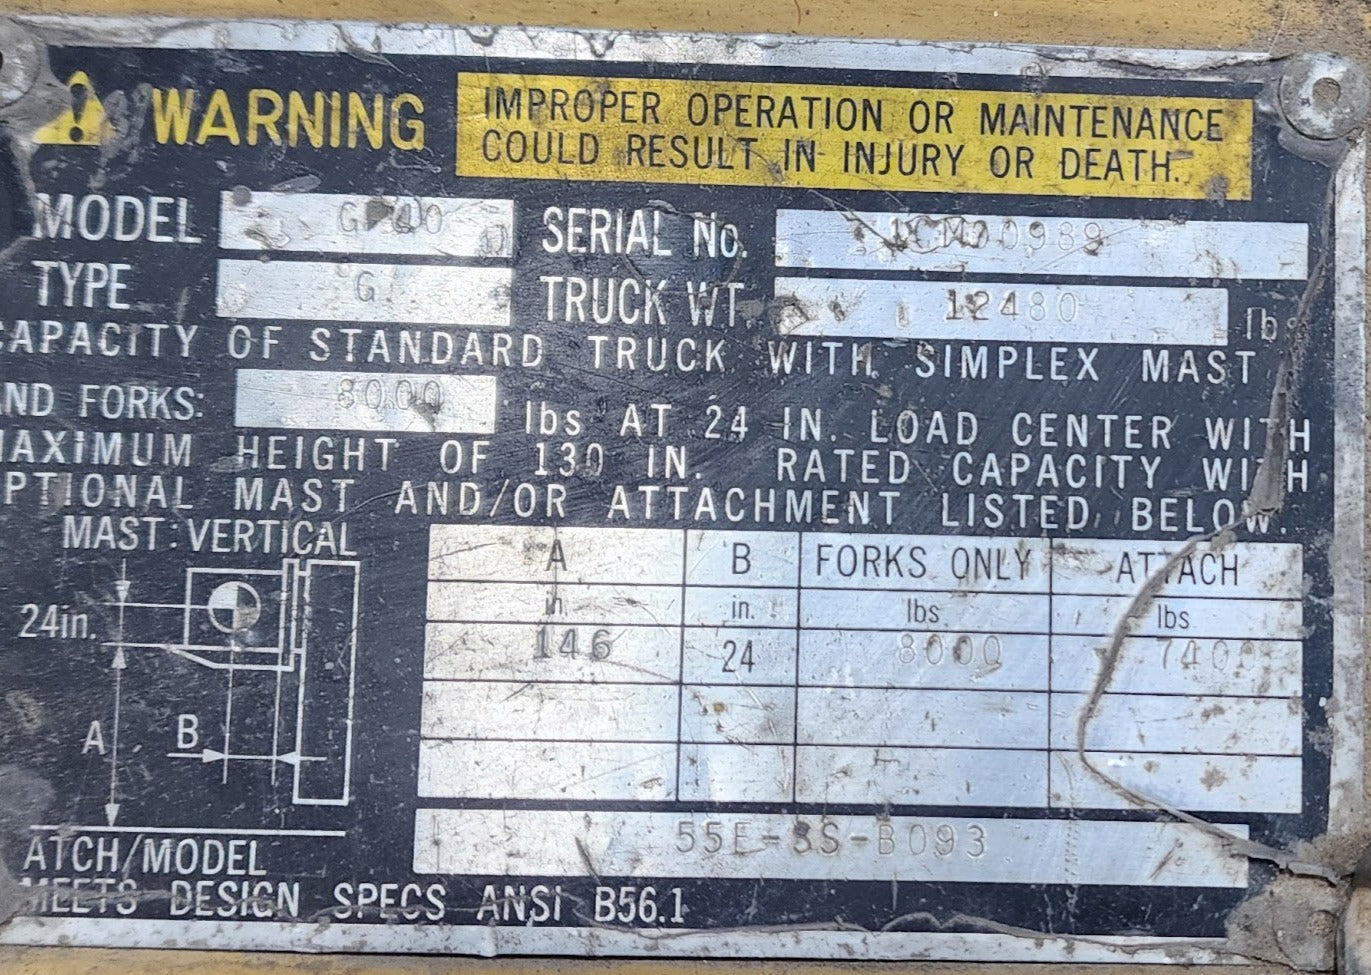 WARNING
IMPROPER OPERATION OR MAINTENANCE
COULD RESULT IN INJURY OR DEATH.
MODEL
SERIAL No.
TYPE G
TRUCK WT. 12480 lbs
CAPACITY OF STANDARD TRUCK WITH SIMPLEX MAST
AND FORKS: 8000 lbs AT 24 IN. LOAD CENTER WITH
MAXIMUM HEIGHT OF 130 IN. RATED CAPACITY WITH
OPTIONAL MAST AND/OR ATTACHMENT LISTED BELOW.
MAST: VERTICAL
24in.
A
B
A B FORKS ONLY ATTACH
in. in. lbs lbs
146 24 8000 7400
ATCH/MODEL
MEETS DESIGN SPECS ANSI B56.1